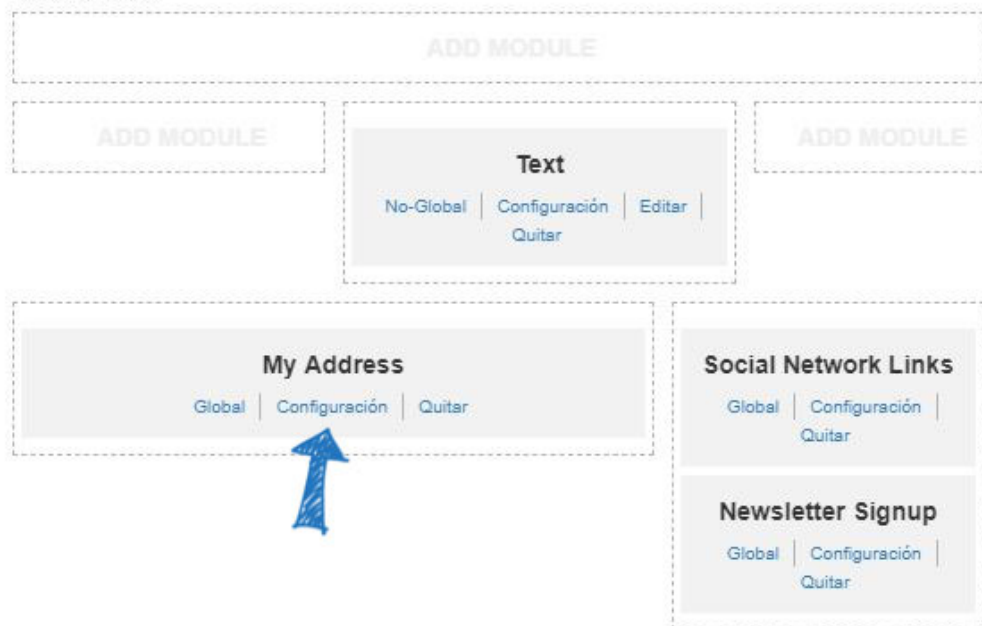 ADD MODULE
ADD MODULE
Text
No-Global | Configuración | Editar |
Quitar
ADD MODULE
My Address
Global | Configuración | Quitar
Social Network Links
Global | Configuración |
Quitar
Newsletter Signup
Global | Configuración |
Quitar